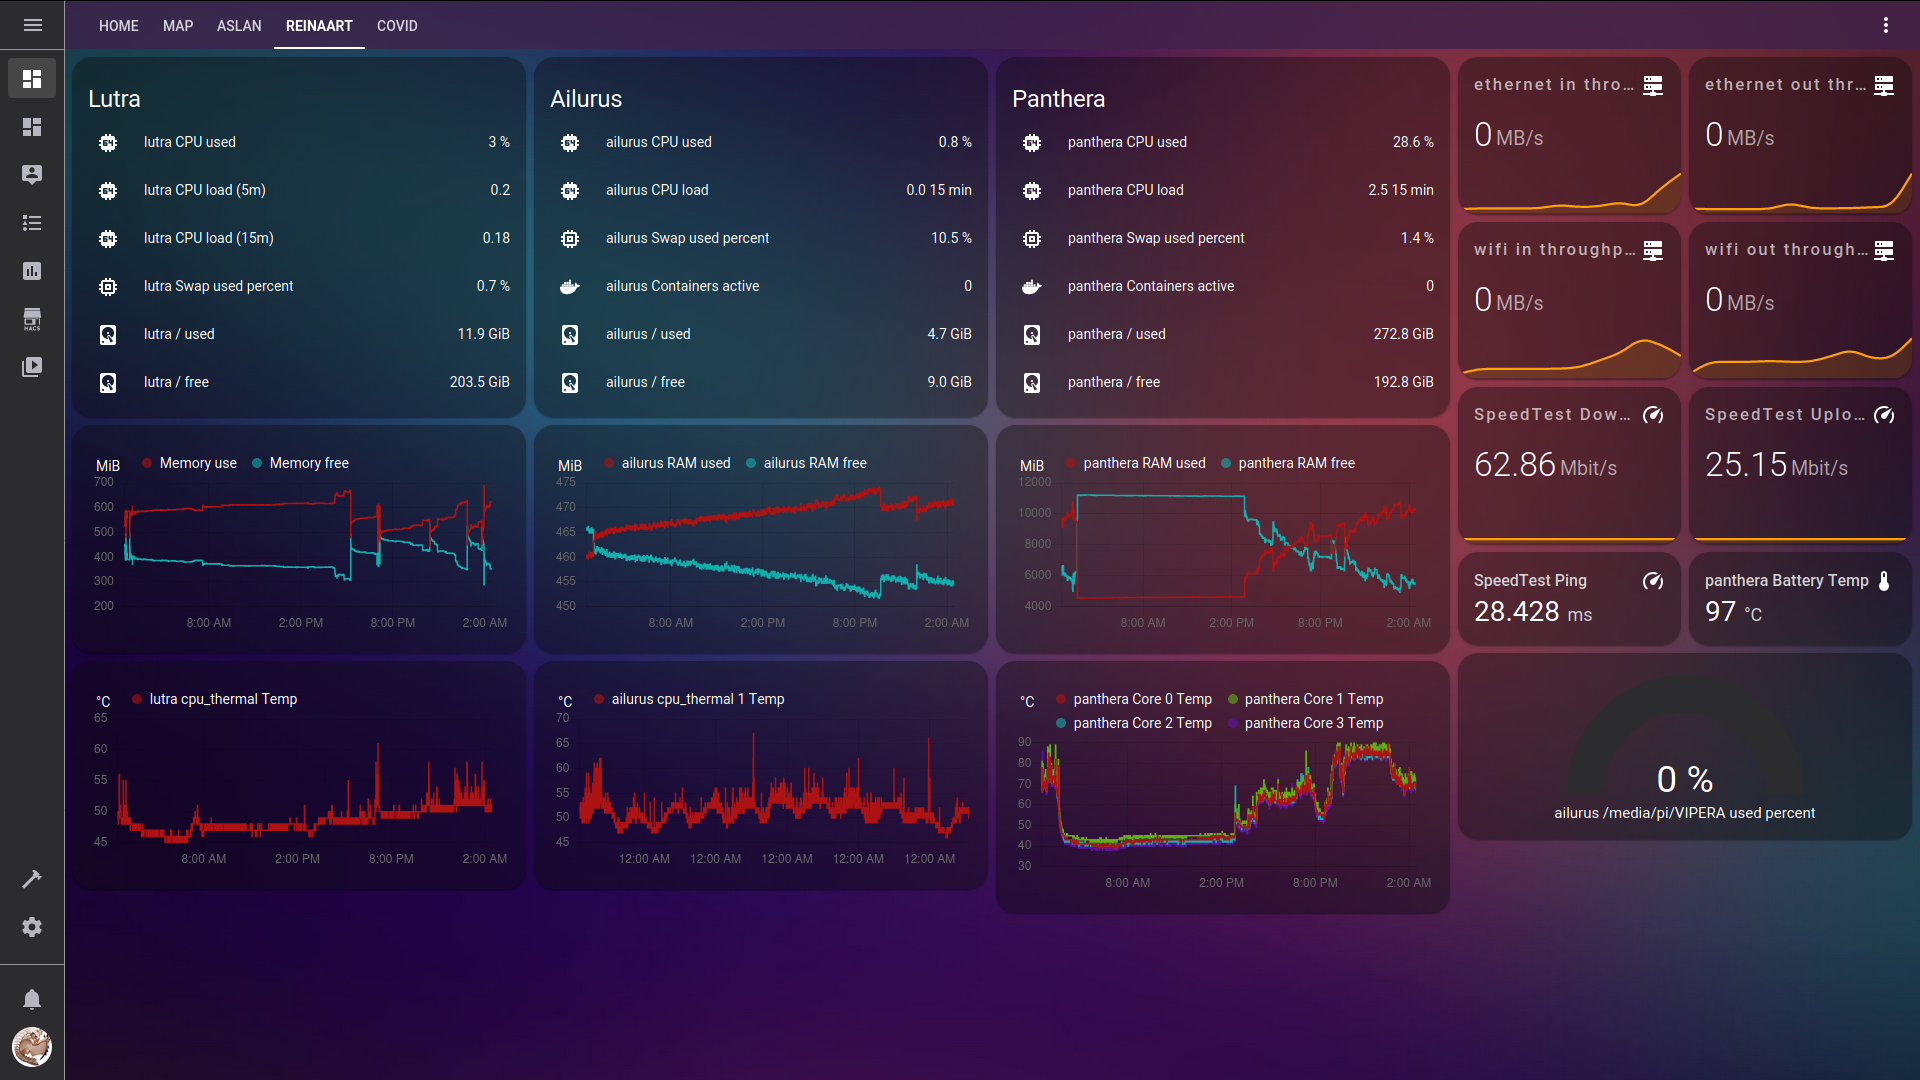 HOME MAP ASLAN REINAART COVID
HACS
Lutra
64 lutra CPU used 3 %
64 lutra CPU load (5m) 0.2
64 lutra CPU load (15m) 0.18
lutra Swap used percent 0.7 %
lutra / used 11.9 GiB
lutra / free 203.5 GiB
Ailurus
64 ailurus CPU used 0.8 %
64 ailurus CPU load 0.0 15 min
ailurus Swap used percent 10.5 %
ailurus Containers active 0
ailurus / used 4.7 GiB
ailurus / free 9.0 GiB
Panthera
64 panthera CPU used 28.6 %
64 panthera CPU load 2.5 15 min
panthera Swap used percent 1.4 %
panthera Containers active 0
panthera / used 272.8 GiB
panthera / free 192.8 GiB
ethernet in thro…
0 MB/s
ethernet out thr…
0 MB/s
wifi in throughp…
0 MB/s
wifi out through…
0 MB/s
SpeedTest Dow…
62.86 Mbit/s
SpeedTest Uplo…
25.15 Mbit/s
SpeedTest Ping
28.428 ms
panthera Battery Temp
97 °C
0 %
ailurus /media/pi/VIPERA used percent
MiB Memory use Memory free
700
600
500
400
300
200
8:00 AM 2:00 PM 8:00 PM 2:00 AM
MiB ailurus RAM used ailurus RAM free
475
470
465
460
455
450
8:00 AM 2:00 PM 8:00 PM 2:00 AM
MiB panthera RAM used panthera RAM free
12000
10000
8000
6000
4000
8:00 AM 2:00 PM 8:00 PM 2:00 AM
°C lutra cpu_thermal Temp
65
60
55
50
45
8:00 AM 2:00 PM 8:00 PM 2:00 AM
°C ailurus cpu_thermal 1 Temp
70
65
60
55
50
45
12:00 AM 12:00 AM 12:00 AM 12:00 AM 12:00 AM
°C panthera Core 0 Temp panthera Core 1 Temp
panthera Core 2 Temp panthera Core 3 Temp
90
80
70
60
50
40
30
8:00 AM 2:00 PM 8:00 PM 2:00 AM